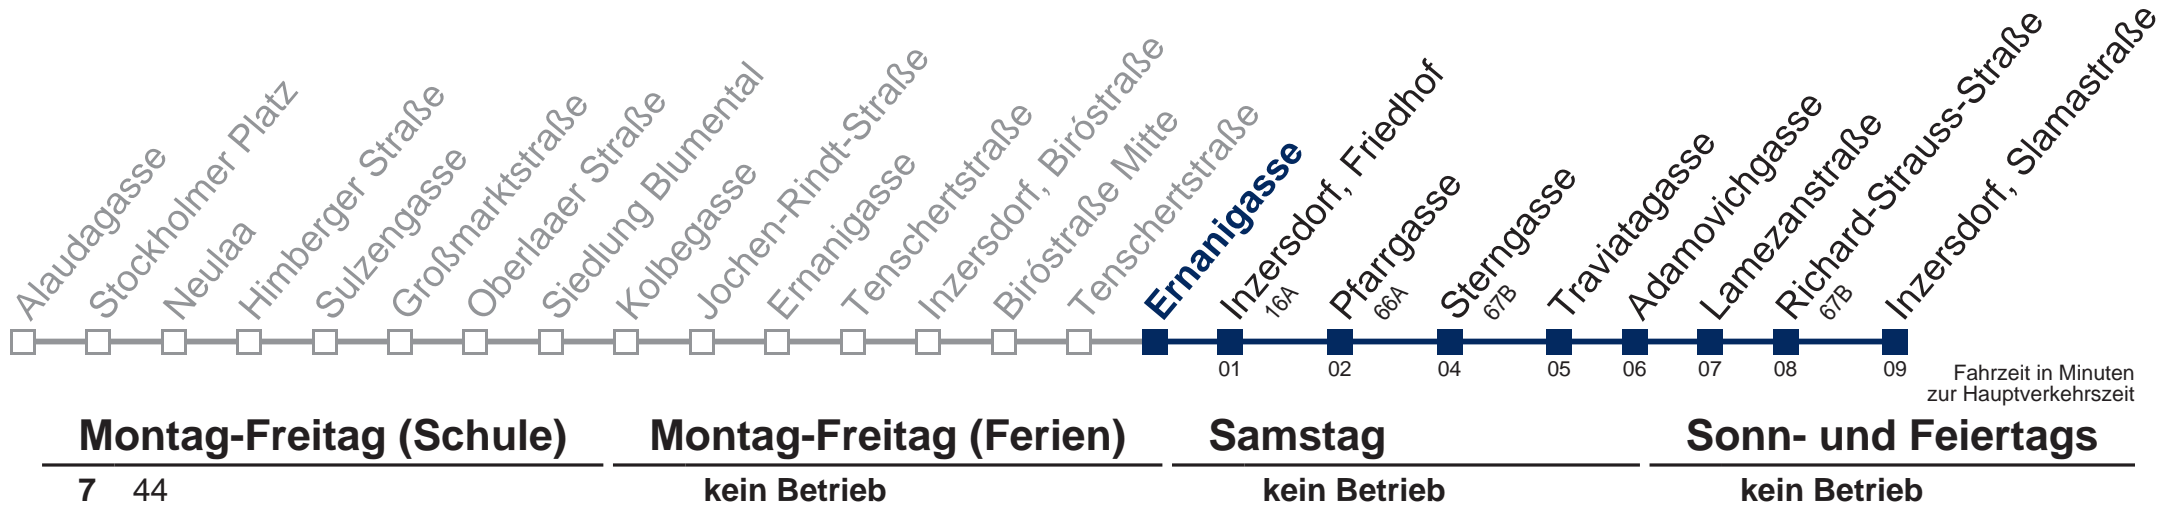 Alaudagasse
Stockholmer Platz
Neulaa
Himberger Straße
Sulzengasse
Großmarktstraße
Oberlaaer Straße
Siedlung Blumental
Kolbegasse
Jochen-Rindt-Straße
Ernanigasse
Tenschertstraße
Inzersdorf, Biróstraße
Biróstraße Mitte
Tenschertstraße
Ernanigasse
Inzersdorf, Friedhof
16A
Pfarrgasse
66A
Sterngasse
67B
Traviatagasse
Adamovichgasse
Lamezanstraße
Richard-Strauss-Straße
67B
Inzersdorf, Slamastraße
01 02 04 05 06 07 08 09
Fahrzeit in Minuten
zur Hauptverkehrszeit
Montag-Freitag (Schule) Montag-Freitag (Ferien) Samstag Sonn- und Feiertags
7 44 kein Betrieb kein Betrieb kein Betrieb